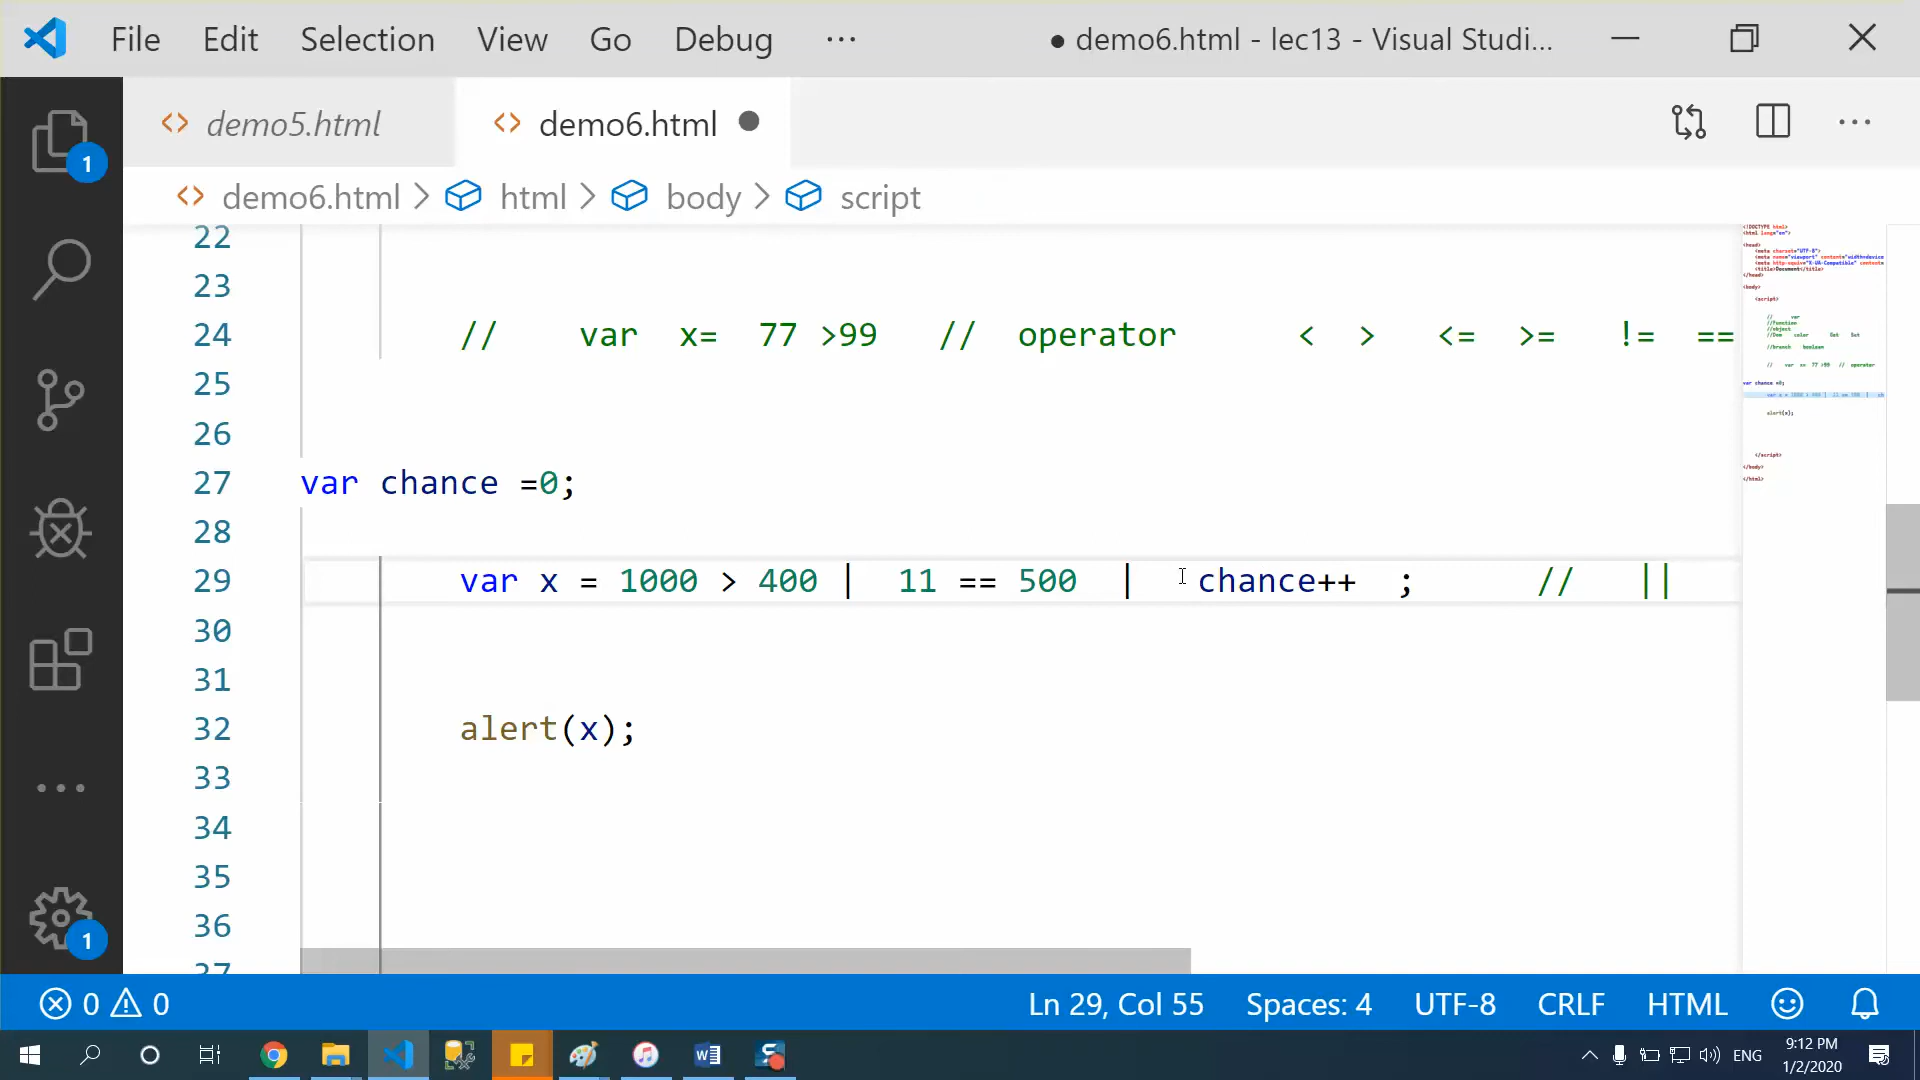 File Edit Selection View Go Debug ··· ● demo6.html - lec13 - Visual Studi...
demo5.html demo6.html
demo6.html > html > body > script
22
23
24 // var x= 77 >99 // operator < > <= >= != ==
25
26
27 var chance =0;
28
29 var x = 1000 > 400 | 11 == 500 | chance++ ; // ||
30
31
32 alert(x);
33
34
35
36
37
1
1
0 0 Ln 29, Col 55 Spaces: 4 UTF-8 CRLF HTML
ENG 9:12 PM
1/2/2020